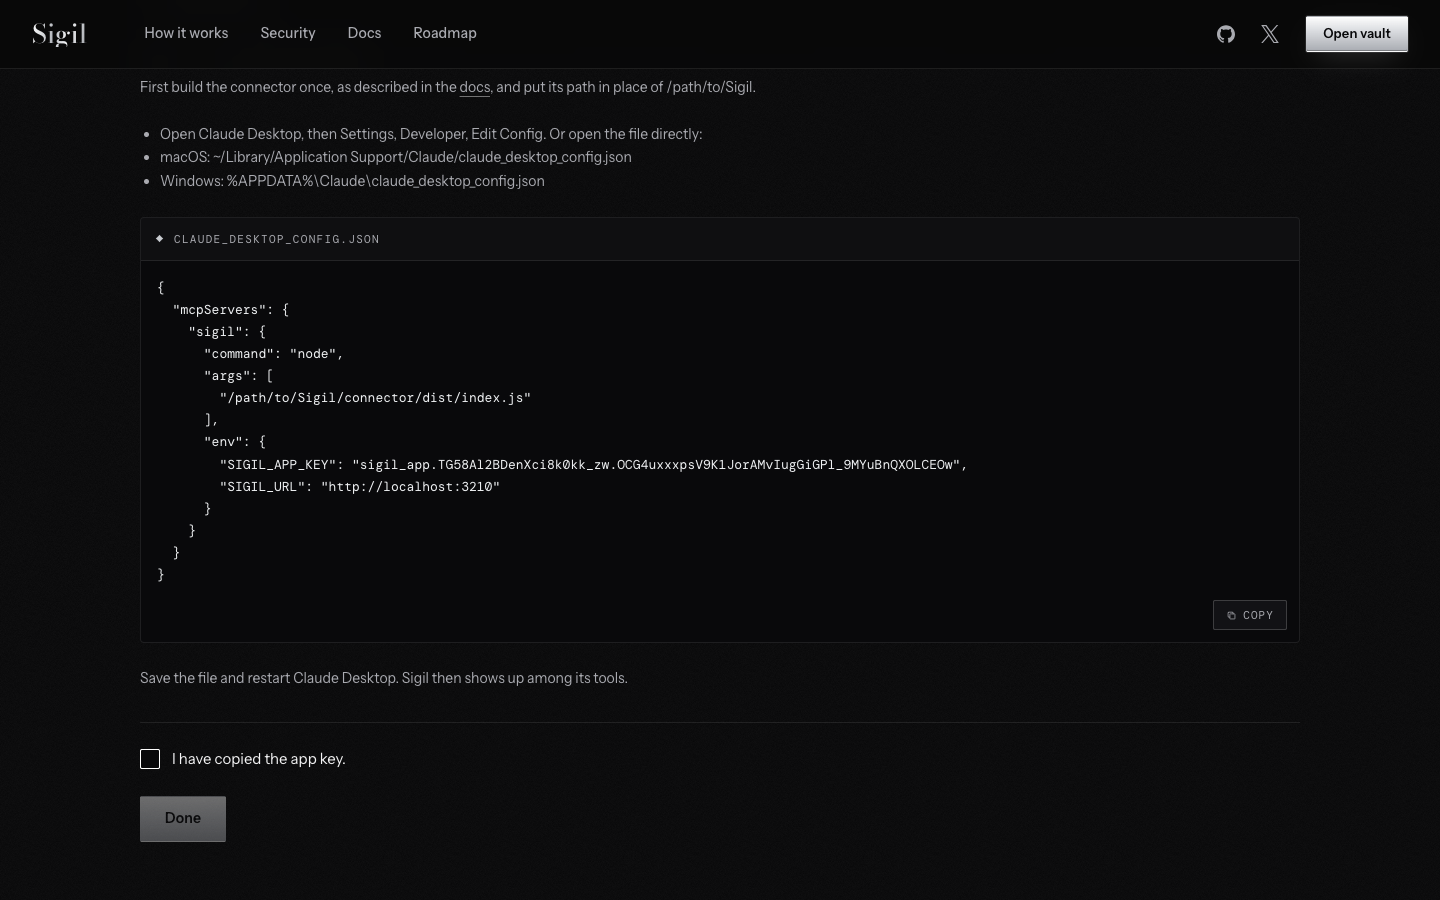 Sigil
How it works
Security
Docs
Roadmap
Open vault
First build the connector once, as described in the docs, and put its path in place of /path/to/Sigil.
Open Claude Desktop, then Settings, Developer, Edit Config. Or open the file directly:
macOS: ~/Library/Application Support/Claude/claude_desktop_config.json
Windows: %APPDATA%\Claude\claude_desktop_config.json
CLAUDE_DESKTOP_CONFIG.JSON
{
  "mcpServers": {
    "sigil": {
      "command": "node",
      "args": [
        "/path/to/Sigil/connector/dist/index.js"
      ],
      "env": {
        "SIGIL_APP_KEY": "sigil_app.TG58Al2BDenXci8k0kk_zw.OCG4uxxxpsV9KlJorAMvIugGiGPl_9MYuBnQXOLCEOw",
        "SIGIL_URL": "http://localhost:3210"
      }
    }
  }
}
COPY
Save the file and restart Claude Desktop. Sigil then shows up among its tools.
I have copied the app key.
Done